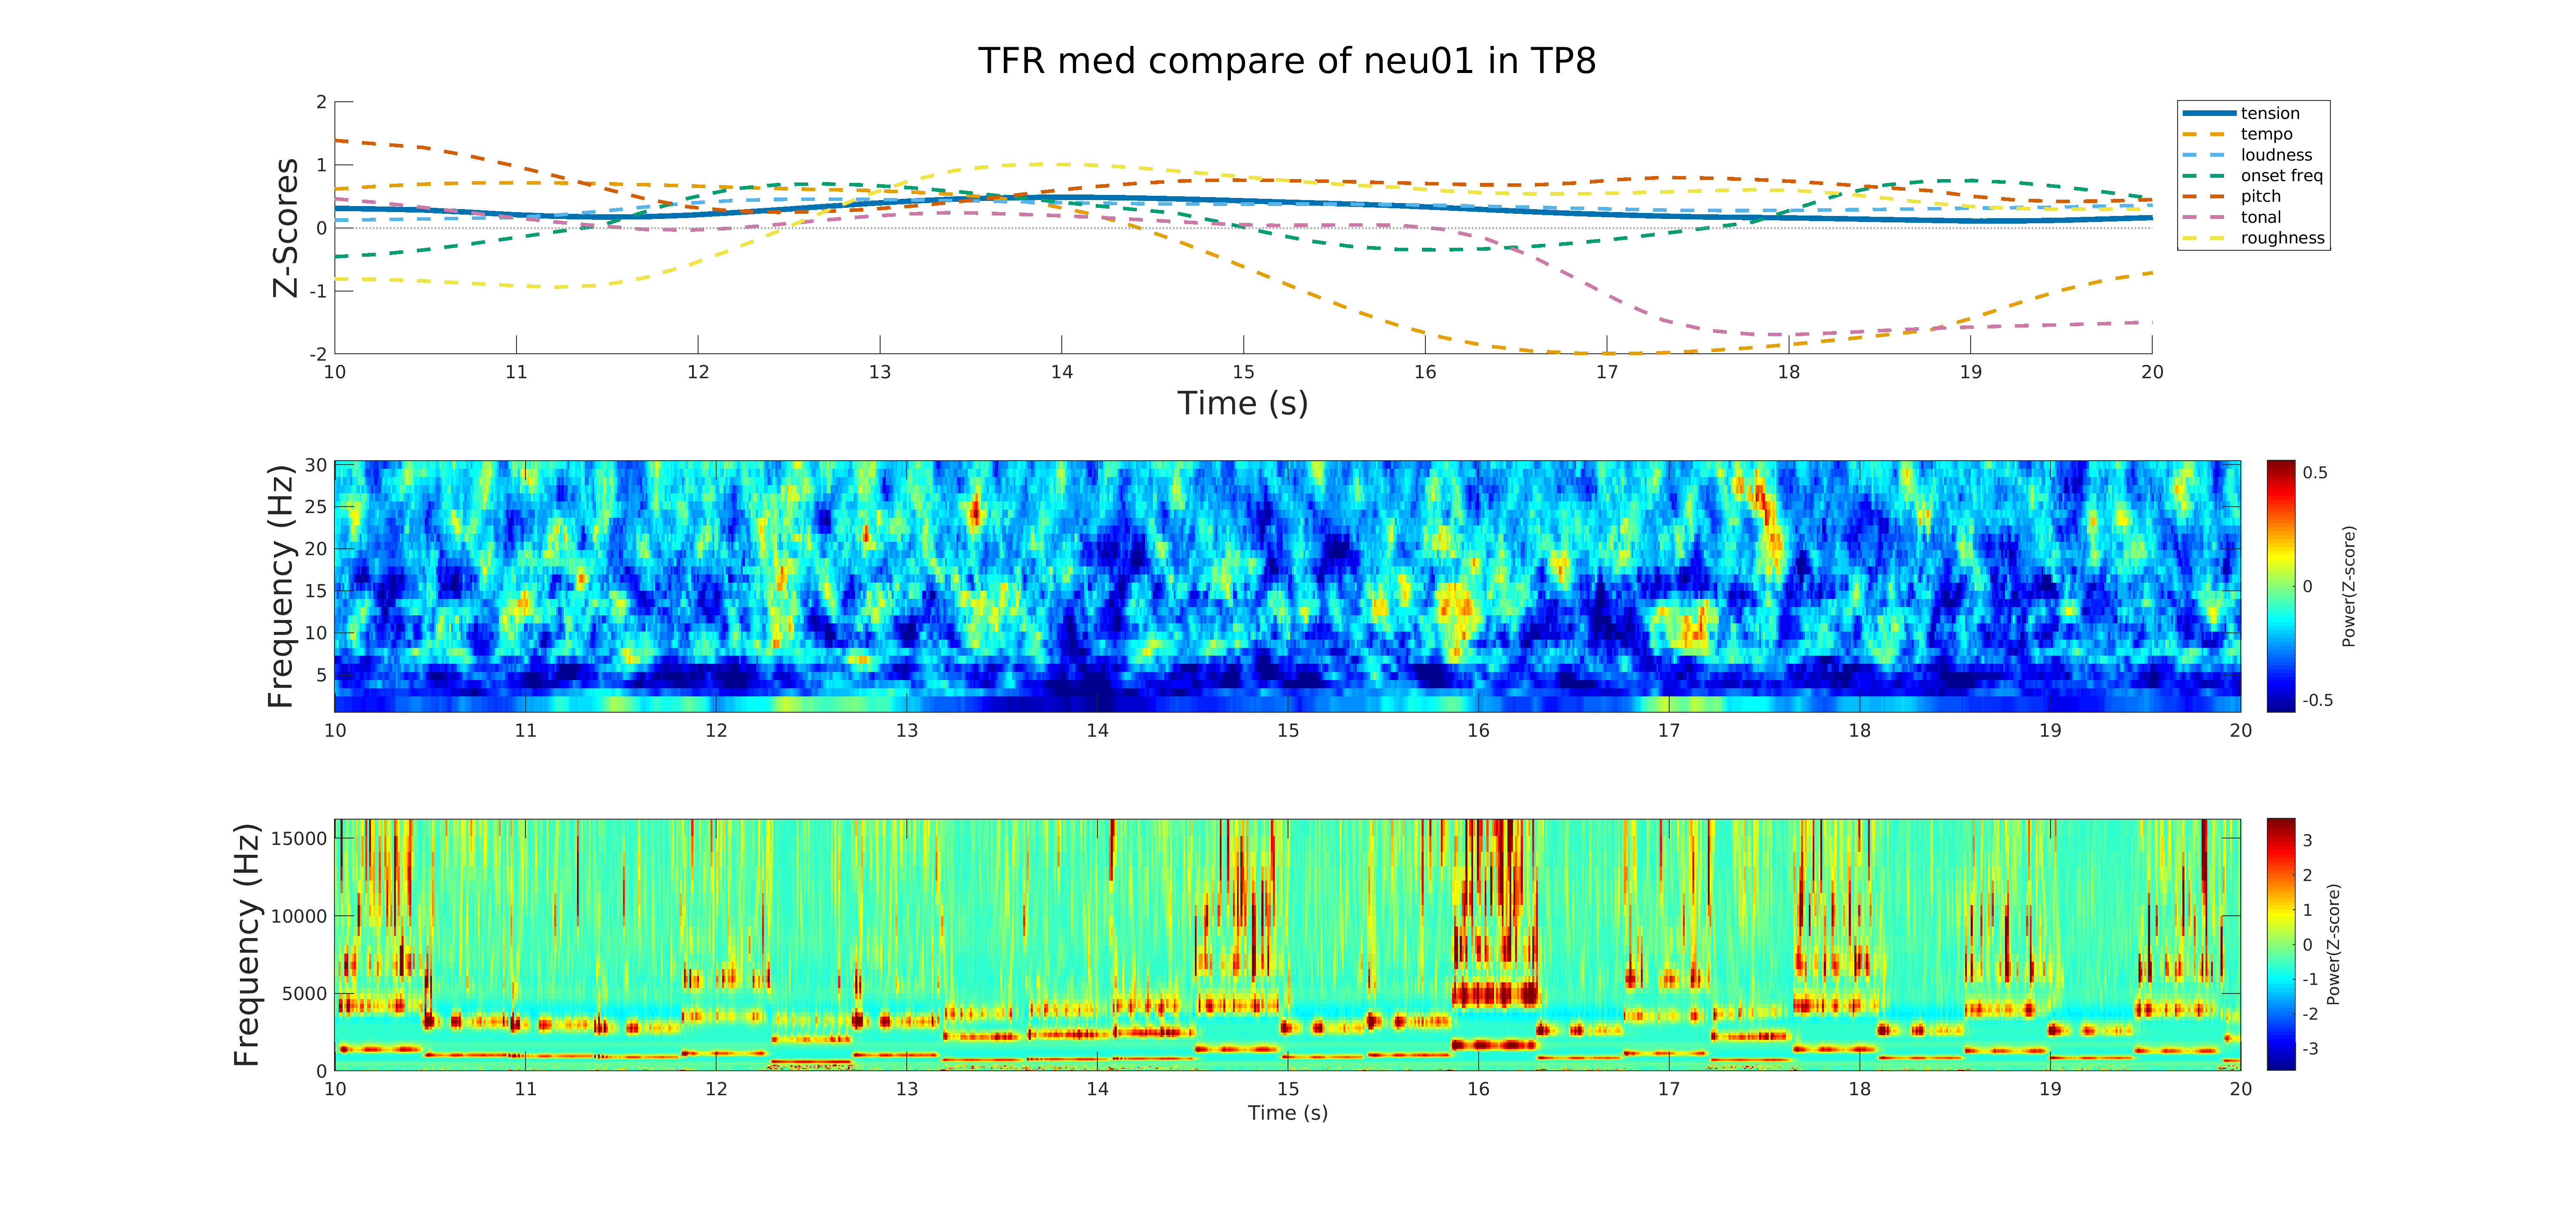 TFR med compare of neu01 in TP8
Z-Scores
2
1
0
-1
-2
10 11 12 13 14 15 16 17 18 19 20
Time (s)
tension
tempo
loudness
onset freq
pitch
tonal
roughness
Frequency (Hz)
30
25
20
15
10
5
10 11 12 13 14 15 16 17 18 19 20
0.5
0
-0.5
Power(Z-score)
Frequency (Hz)
15000
10000
5000
0
10 11 12 13 14 15 16 17 18 19 20
Time (s)
3
2
1
0
-1
-2
-3
Power(Z-score)